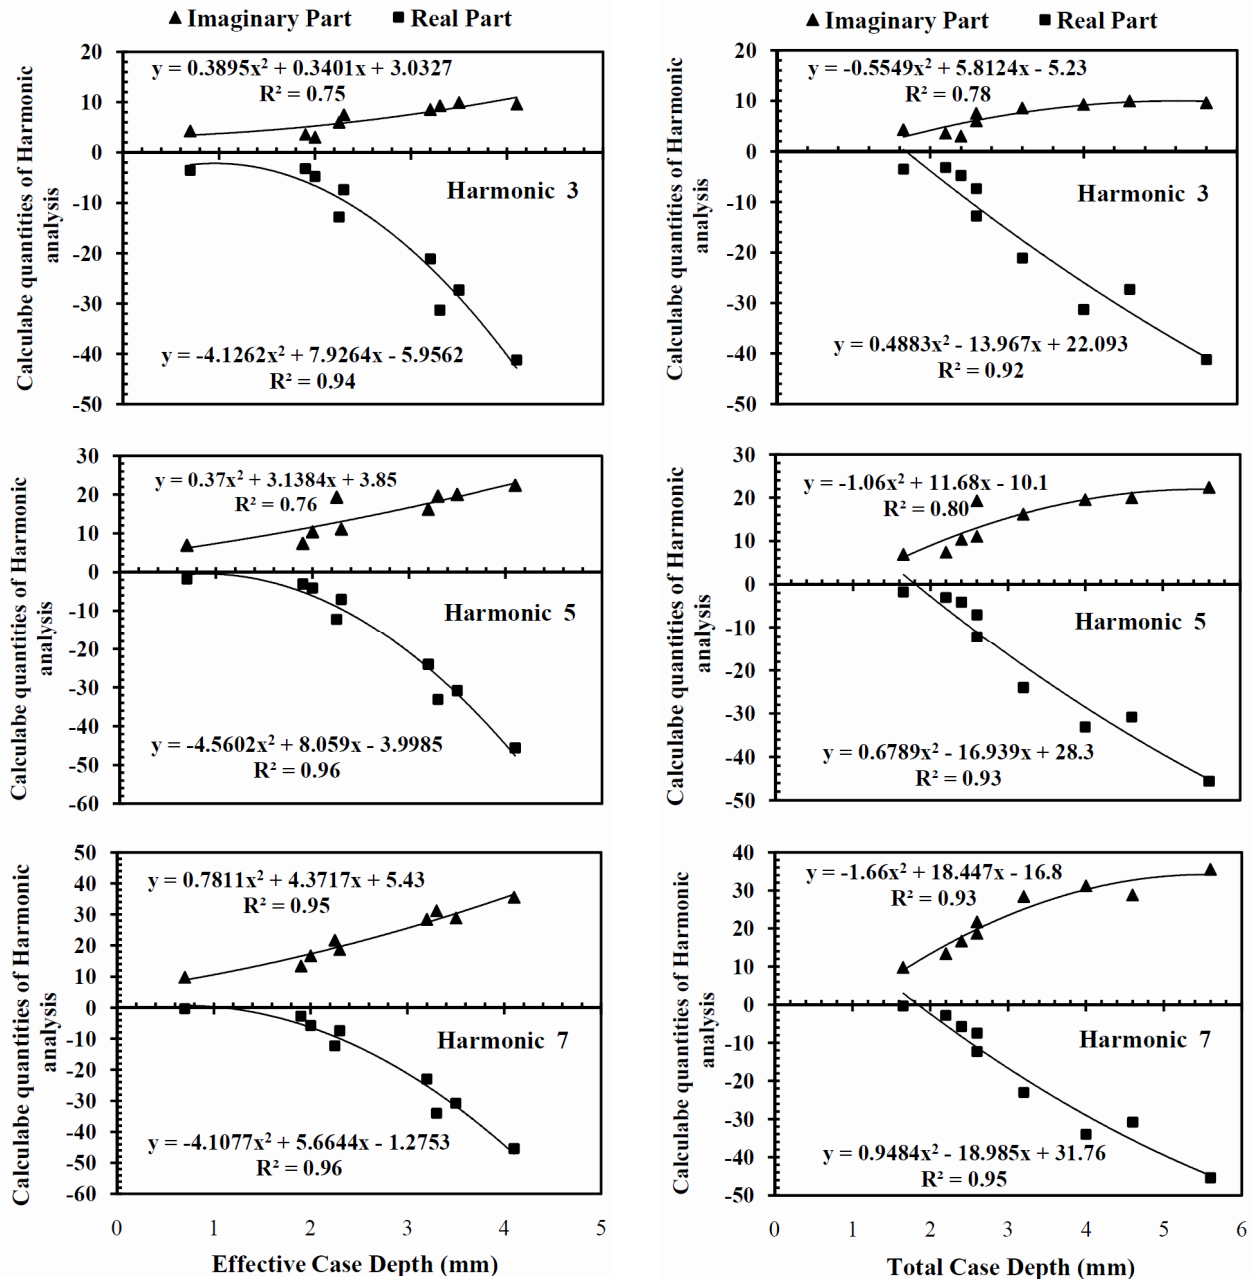 ▲ Imaginary Part ■ Real Part
Calculabe quantities of Harmonic
analysis
20
10
0
-10
-20
-30
-40
-50
y = 0.3895x² + 0.3401x + 3.0327
R² = 0.75
Harmonic 3
y = -4.1262x² + 7.9264x - 5.9562
R² = 0.94
Calculabe quantities of Harmonic
analysis
30
20
10
0
-10
-20
-30
-40
-50
-60
y = 0.37x² + 3.1384x + 3.85
R² = 0.76
Harmonic 5
y = -4.5602x² + 8.059x - 3.9985
R² = 0.96
Calculabe quantities of Harmonic
analysis
50
40
30
20
10
0
-10
-20
-30
-40
-50
-60
y = 0.7811x² + 4.3717x + 5.43
R² = 0.95
Harmonic 7
y = -4.1077x² + 5.6644x - 1.2753
R² = 0.96
0 1 2 3 4 5
Effective Case Depth (mm)
▲ Imaginary Part ■ Real Part
Calculabe quantities of Harmonic
analysis
20
10
0
-10
-20
-30
-40
-50
y = -0.5549x² + 5.8124x - 5.23
R² = 0.78
Harmonic 3
y = 0.4883x² - 13.967x + 22.093
R² = 0.92
Calculabe quantities of Harmonic
analysis
30
20
10
0
-10
-20
-30
-40
-50
y = -1.06x² + 11.68x - 10.1
R² = 0.80
Harmonic 5
y = 0.6789x² - 16.939x + 28.3
R² = 0.93
Calculabe quantities of Harmonic
analysis
40
30
20
10
0
-10
-20
-30
-40
-50
y = -1.66x² + 18.447x - 16.8
R² = 0.93
Harmonic 7
y = 0.9484x² - 18.985x + 31.76
R² = 0.95
0 1 2 3 4 5 6
Total Case Depth (mm)